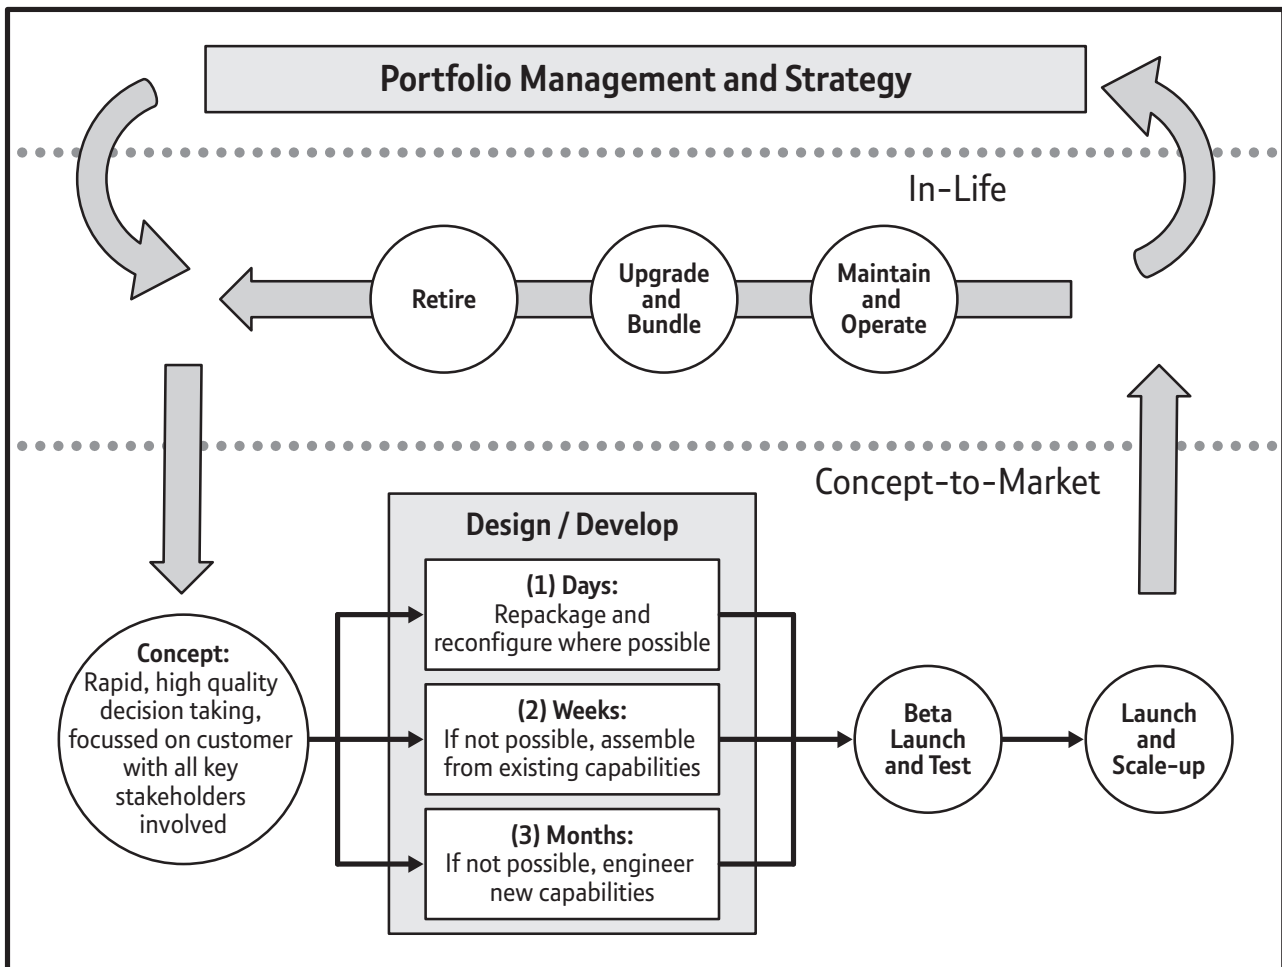 Portfolio Management and Strategy
In-Life
Retire
Upgrade
and
Bundle
Maintain
and
Operate
Concept-to-Market
Design / Develop
Concept:
Rapid, high quality
decision taking,
focussed on customer
with all key
stakeholders
involved
(1) Days:
Repackage and
reconfigure where possible
(2) Weeks:
If not possible, assemble
from existing capabilities
(3) Months:
If not possible, engineer
new capabilities
Beta
Launch
and Test
Launch
and
Scale-up